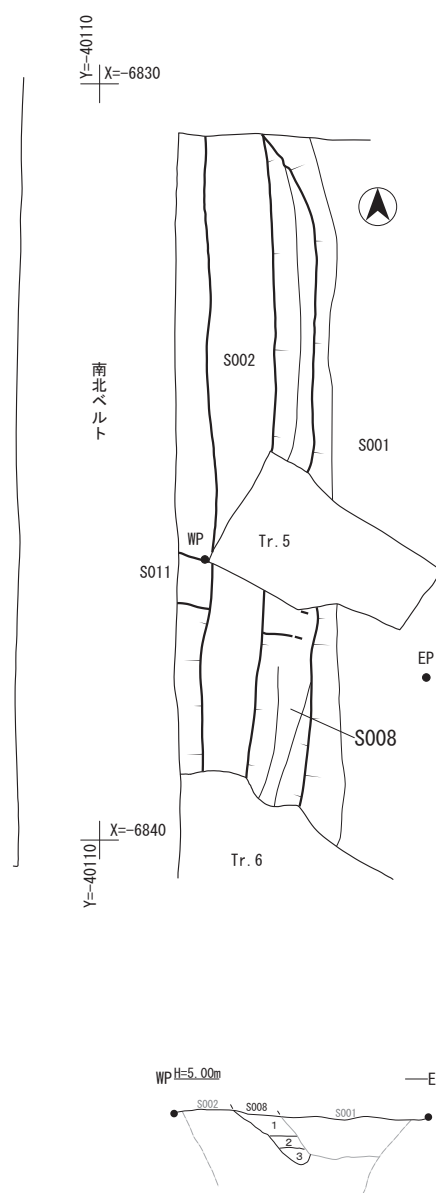 Y=-40110
X=-6830
南北ベルト
S002
S001
WP
Tr.5
S011
EP
S008
X=-6840
Y=-40110
Tr.6
WP H=5.00m
E
S002 S008 S001
1
2
3